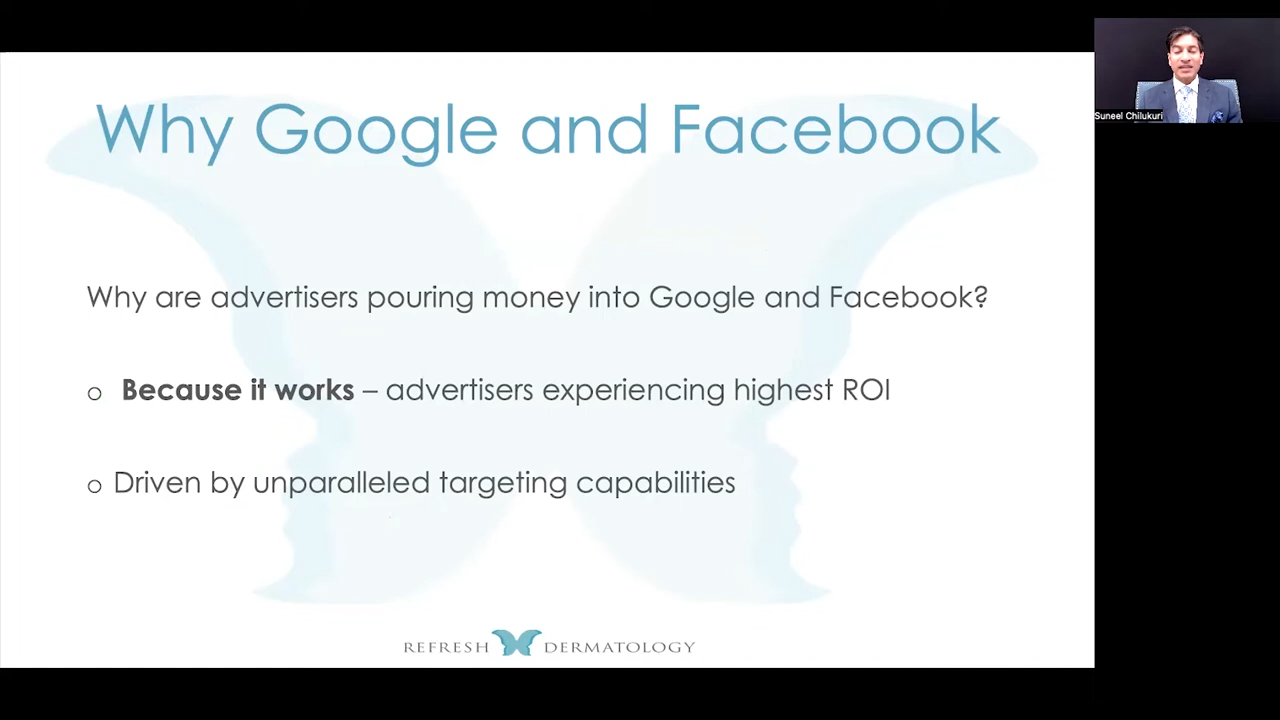 Why Google and Facebook
Suneel Chilukuri
Why are advertisers pouring money into Google and Facebook?
o Because it works – advertisers experiencing highest ROI
o Driven by unparalleled targeting capabilities
REFRESH DERMATOLOGY